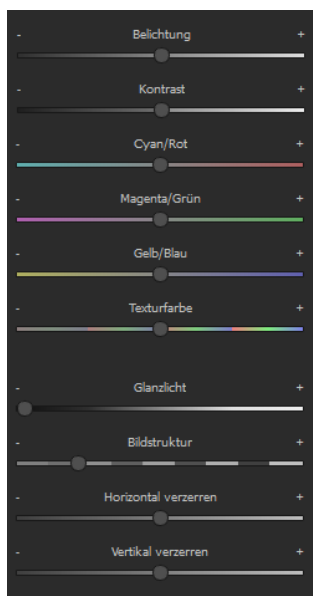 - Belichtung +
- Kontrast +
- Cyan/Rot +
- Magenta/Grün +
- Gelb/Blau +
- Texturfarbe +
- Glanzlicht +
- Bildstruktur +
- Horizontal verzerren +
- Vertikal verzerren +